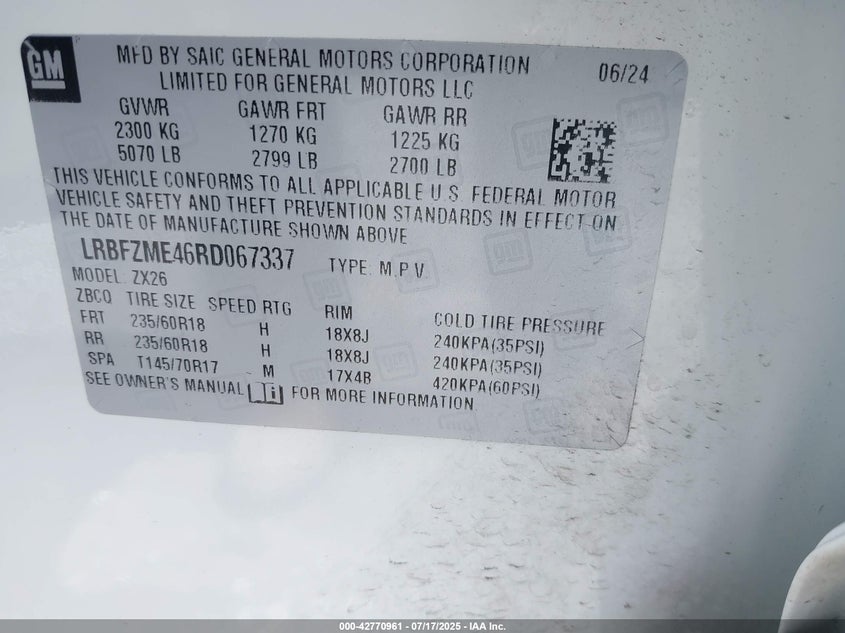 GM
MFD BY SAIC GENERAL MOTORS CORPORATION
LIMITED FOR GENERAL MOTORS LLC
06/24
GVWR GAWR FRT GAWR RR
2300 KG 1270 KG 1225 KG
5070 LB 2799 LB 2700 LB
THIS VEHICLE CONFORMS TO ALL APPLICABLE U.S. FEDERAL MOTOR
VEHICLE SAFETY AND THEFT PREVENTION STANDARDS IN EFFECT ON
THE DATE OF MANUFACTURE SHOWN ABOVE
LRBFZME46RD067337 TYPE: M.P.V
MODEL: ZX26
ZBCQ TIRE SIZE SPEED RTG RIM COLD TIRE PRESSURE
FRT 235/60R18 H 18X8J 240KPA(35PSI)
RR 235/60R18 H 18X8J 240KPA(35PSI)
SPA T145/70R17 M 17X4B 420KPA(60PSI)
SEE OWNER'S MANUAL FOR MORE INFORMATION
000-42770961 - 07/17/2025 - IAA Inc.